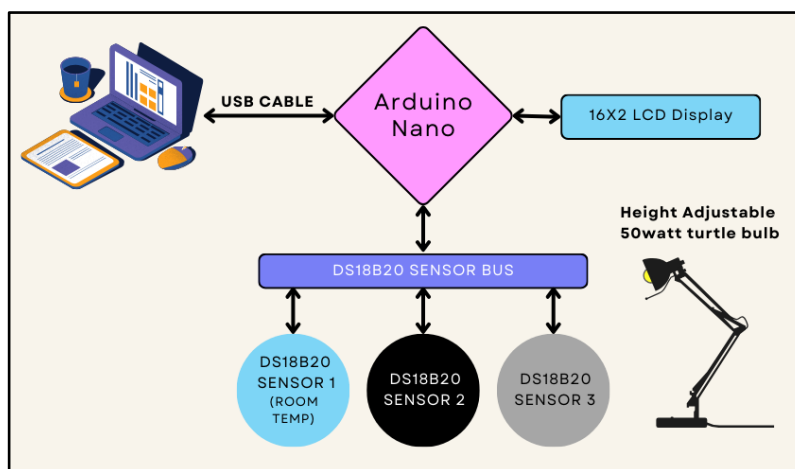 USB CABLE
Arduino
Nano
16X2 LCD Display
Height Adjustable
50watt turtle bulb
DS18B20 SENSOR BUS
DS18B20
SENSOR 1
(ROOM
TEMP)
DS18B20
SENSOR 2
DS18B20
SENSOR 3